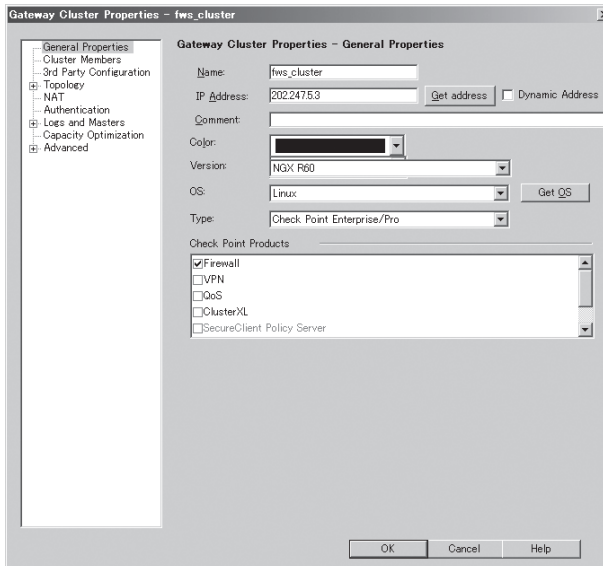 Gateway Cluster Properties - fws_cluster
General Properties
Cluster Members
3rd Party Configuration
Topology
NAT
Authentication
Logs and Masters
Capacity Optimization
Advanced
Gateway Cluster Properties - General Properties
Name: fws_cluster
IP Address: 202.247.5.3 Get address Dynamic Address
Comment:
Color:
Version: NGX R60
OS: Linux Get OS
Type: Check Point Enterprise/Pro
Check Point Products
Firewall
VPN
QoS
ClusterXL
SecureClient Policy Server
OK Cancel Help